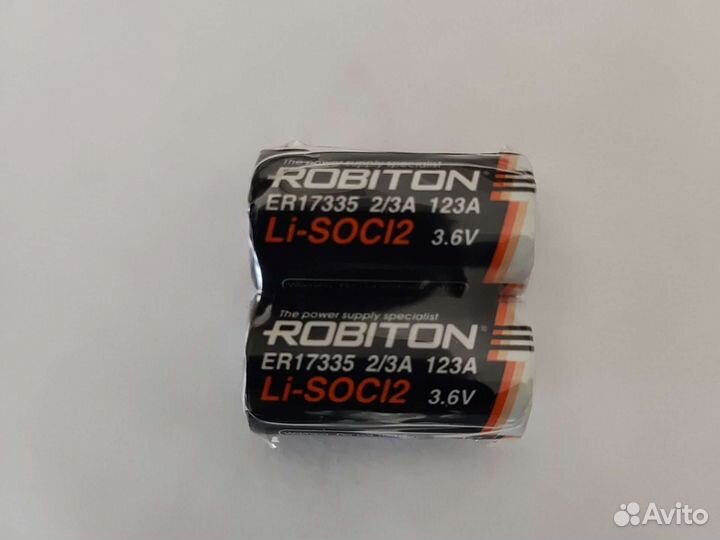 The power supply specialist
ROBITON
ER17335 2/3A 123A
Li-SOCl2 3.6V
The power supply specialist
ROBITON®
ER17335 2/3A 123A
Li-SOCl2 3.6V
Avito